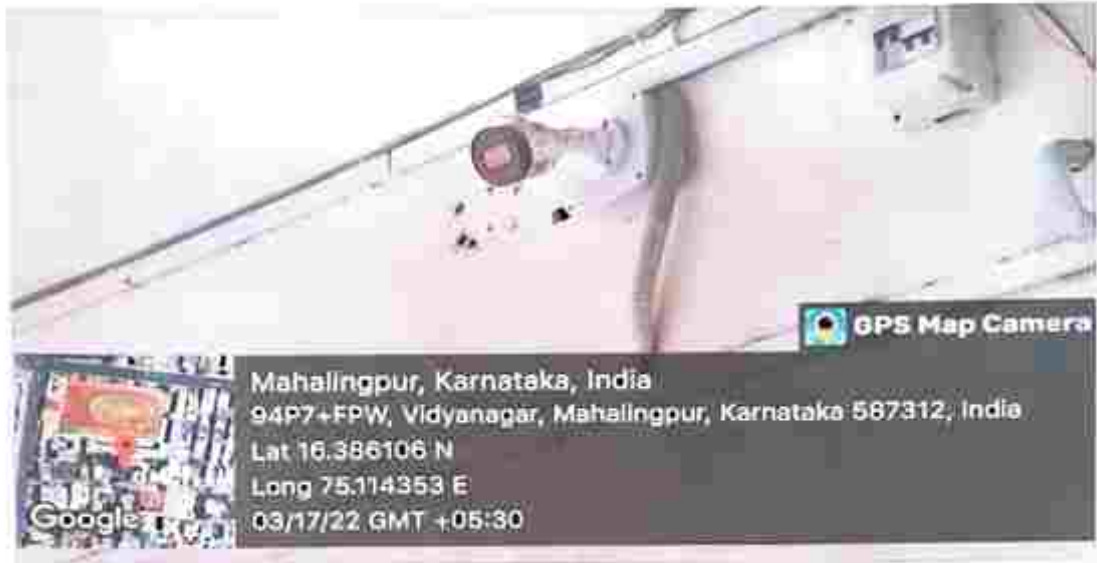 GPS Map Camera
Mahalingpur, Karnataka, India
94P7+FPW, Vidyanagar, Mahalingpur, Karnataka 587312, India
Lat 16.386106 N
Long 75.114353 E
03/17/22 GMT +05:30
Google